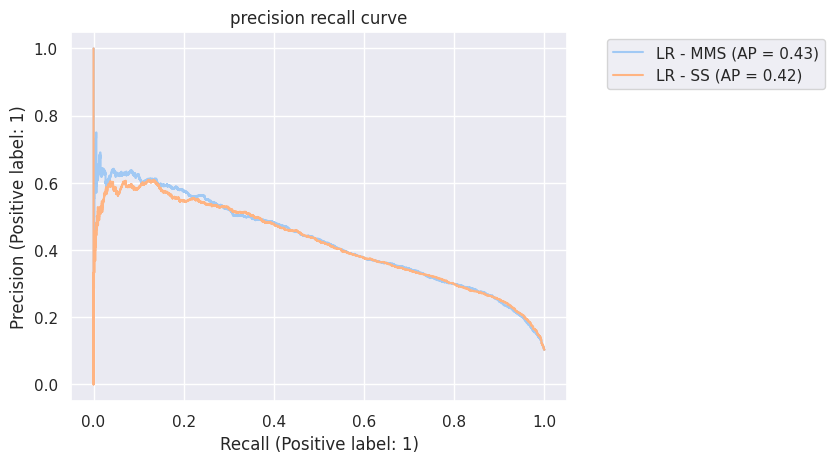 precision recall curve
LR - MMS (AP = 0.43)
LR - SS (AP = 0.42)
Precision (Positive label: 1)
1.0
0.8
0.6
0.4
0.2
0.0
0.0 0.2 0.4 0.6 0.8 1.0
Recall (Positive label: 1)